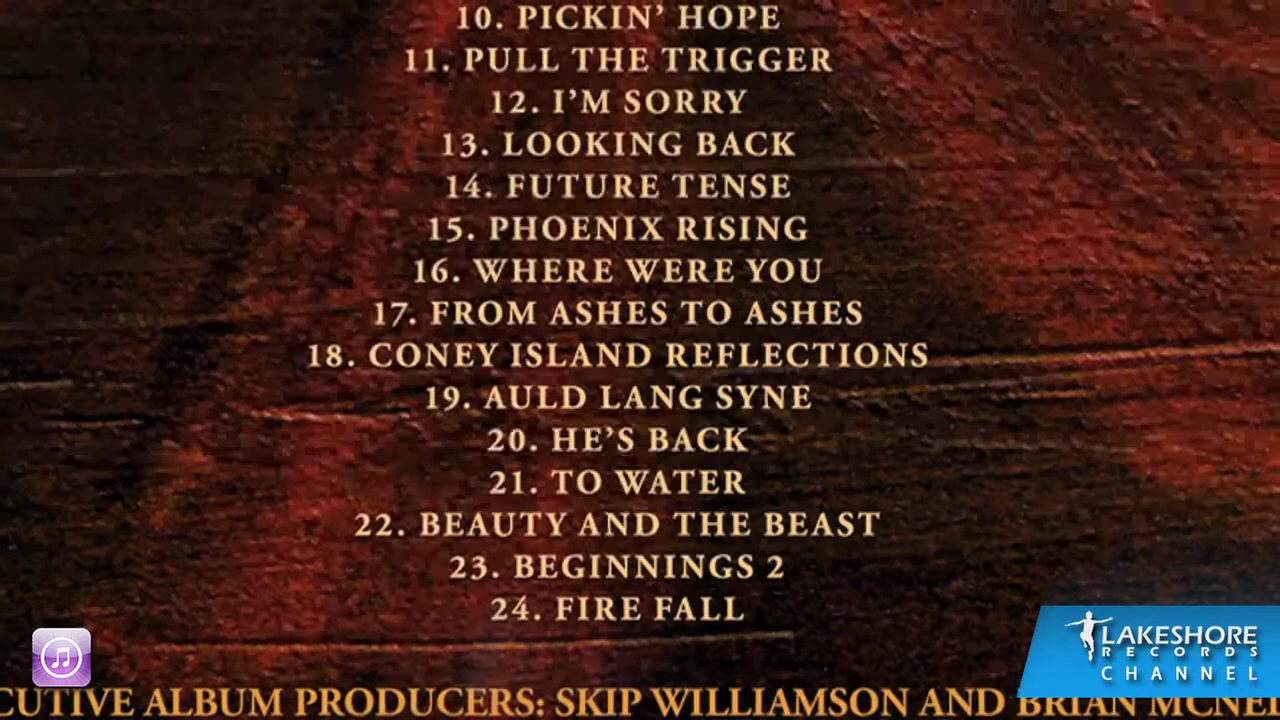 10. PICKIN’ HOPE
11. PULL THE TRIGGER
12. I’M SORRY
13. LOOKING BACK
14. FUTURE TENSE
15. PHOENIX RISING
16. WHERE WERE YOU
17. FROM ASHES TO ASHES
18. CONEY ISLAND REFLECTIONS
19. AULD LANG SYNE
20. HE’S BACK
21. TO WATER
22. BEAUTY AND THE BEAST
23. BEGINNINGS 2
24. FIRE FALL
LAKESHORE
RECORDS
CHANNEL
ALBUM PRODUCERS: SKIP WILLIAMSON AND BRIAN